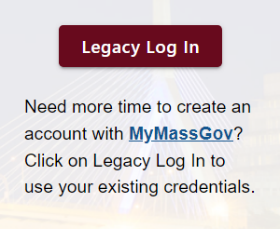 Legacy Log In
Need more time to create an
account with MyMassGov?
Click on Legacy Log In to
use your existing credentials.